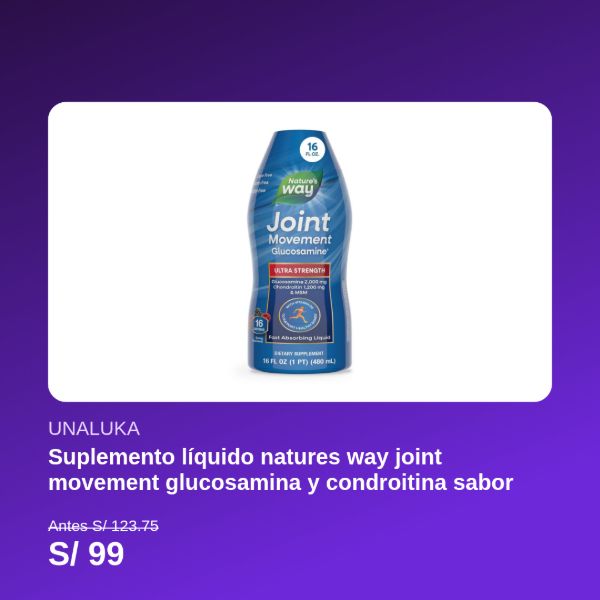 16
FL OZ.
Nature's
way
Joint
Movement
Glucosamine
ULTRA STRENGTH
Glucosamine 2,000 mg
Chondroitin 1,200 mg
& MSM
16
Fast Absorbing Liquid
DIETARY SUPPLEMENT
16 FL OZ (1 PT) (480 mL)
UNALUKA
Suplemento líquido natures way joint
movement glucosamina y condroitina sabor
Antes S/ 123.75
S/ 99